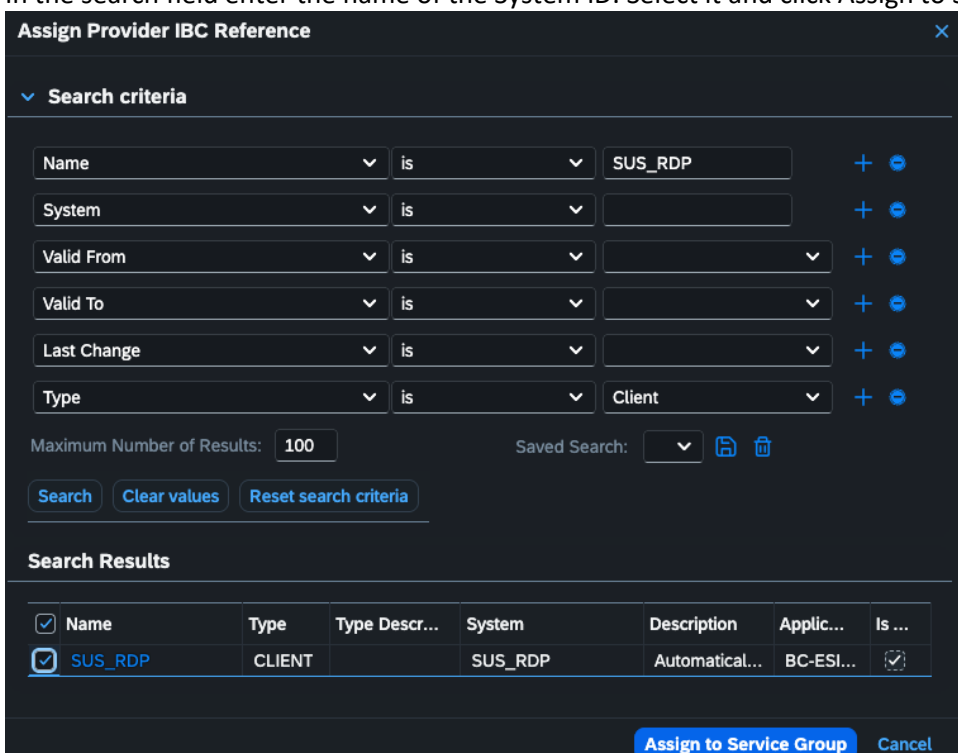 In the search field enter the name of the System ID. Select it and click Assign to
Assign Provider IBC Reference
Search criteria
Name is SUS_RDP
System is
Valid From is
Valid To is
Last Change is
Type is Client
Maximum Number of Results: 100 Saved Search:
Search Clear values Reset search criteria
Search Results
Name Type Type Descr... System Description Applic... Is ...
SUS_RDP CLIENT SUS_RDP Automatical... BC-ESI...
Assign to Service Group Cancel